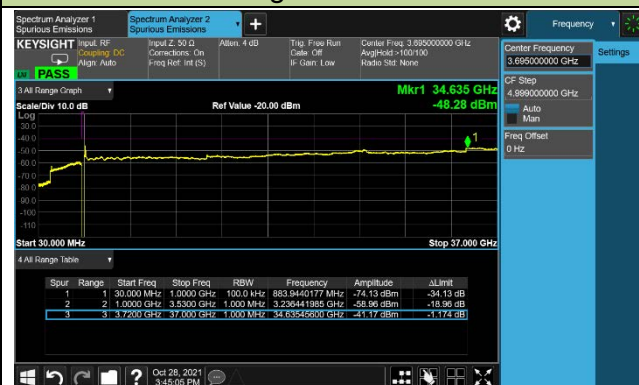 Spectrum Analyzer 1
Spurious Emissions
Spectrum Analyzer 2
Spurious Emissions
Frequency
KEYSIGHT
Input: RF
Coupling: DC
Align: Auto
Input Z: 50 Ω
Corrections: On
Freq Ref: Int (S)
Atten: 4 dB
Trig: Free Run
Gate: Off
IF Gain: Low
Center Freq: 3.695000000 GHz
Avg|Hold:>100/100
Radio Std: None
LM PASS
Center Frequency
3.695000000 GHz
Settings
CF Step
4.999000000 GHz
Auto
Man
Freq Offset
0 Hz
3 All Range Graph
Mkr1 34.635 GHz
Scale/Div 10.0 dB
Ref Value -20.00 dBm
-48.28 dBm
Log
-30.0
-40.0
-50.0
-60.0
-70.0
-80.0
-90.0
-100
-110
1
Start 30.000 MHz
Stop 37.000 GHz
4 All Range Table
Spur Range Start Freq Stop Freq RBW Frequency Amplitude ΔLimit
1 1 30.000 MHz 1.0000 GHz 100.0 kHz 883.9440177 MHz -74.13 dBm -34.13 dB
2 2 1.0000 GHz 3.5300 GHz 1.000 MHz 3.236441985 GHz -58.96 dBm -18.96 dB
3 3 3.7200 GHz 37.000 GHz 1.000 MHz 34.63545600 GHz -41.17 dBm -1.174 dB
?
Oct 28, 2021
3:45:05 PM